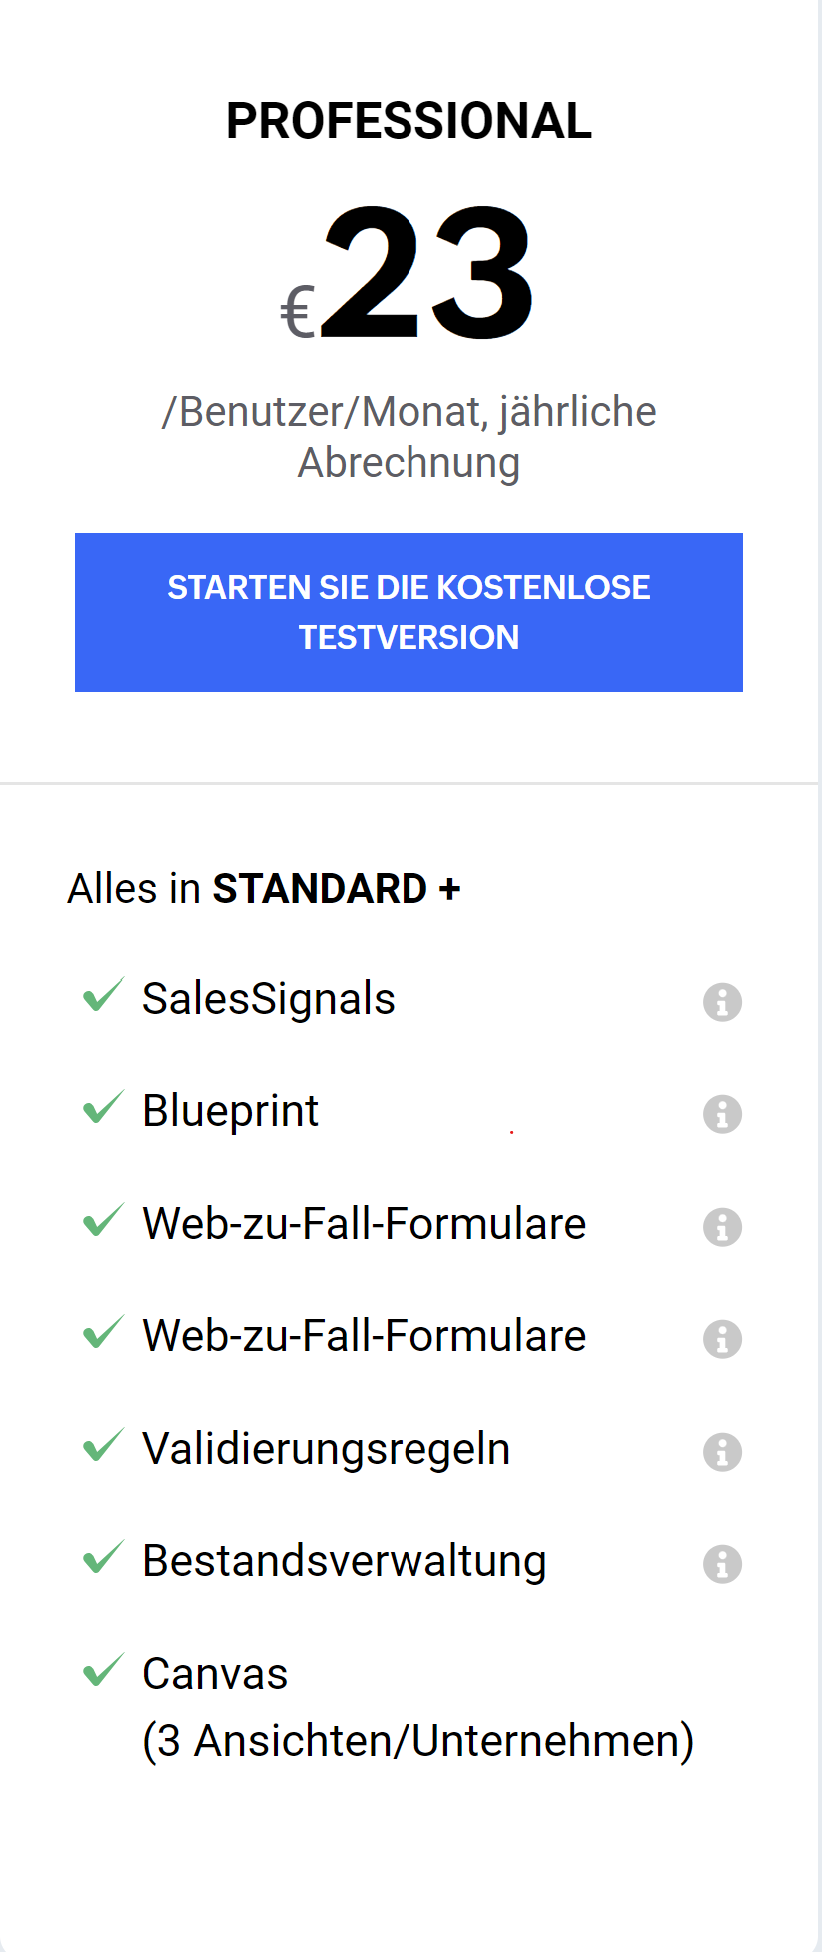 PROFESSIONAL
€23
/Benutzer/Monat, jährliche
Abrechnung
STARTEN SIE DIE KOSTENLOSE
TESTVERSION
Alles in STANDARD +
SalesSignals
Blueprint
Web-zu-Fall-Formulare
Web-zu-Fall-Formulare
Validierungsregeln
Bestandsverwaltung
Canvas
(3 Ansichten/Unternehmen)